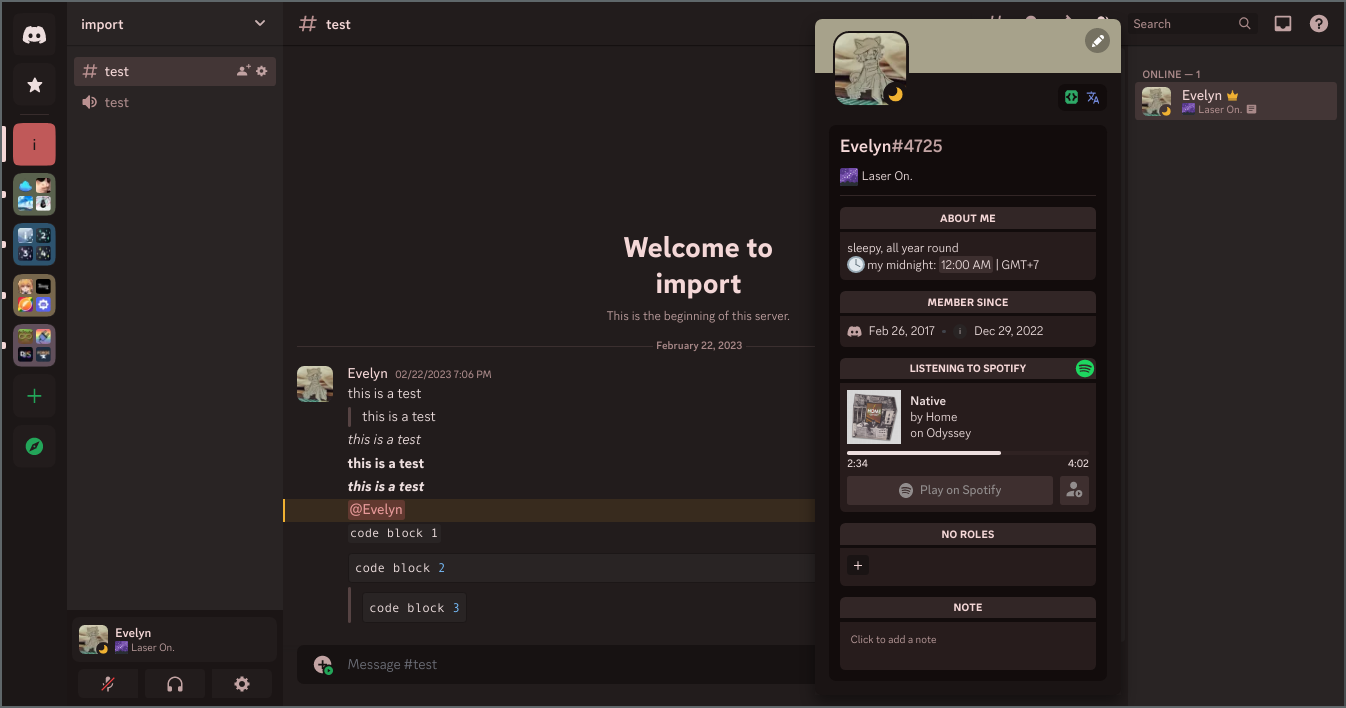 import
# test
Search
test
test
i
Welcome to
import
This is the beginning of this server.
February 22, 2023
Evelyn 02/22/2023 7:06 PM
this is a test
this is a test
this is a test
this is a test
this is a test
@Evelyn
code block 1
code block 2
code block 3
Message #test
Evelyn
Laser On.
Evelyn#4725
Laser On.
ABOUT ME
sleepy, all year round
my midnight: 12:00 AM | GMT+7
MEMBER SINCE
Feb 26, 2017 • i Dec 29, 2022
LISTENING TO SPOTIFY
Native
by Home
on Odyssey
2:34 4:02
Play on Spotify
NO ROLES
+
NOTE
Click to add a note
ONLINE — 1
Evelyn
Laser On.